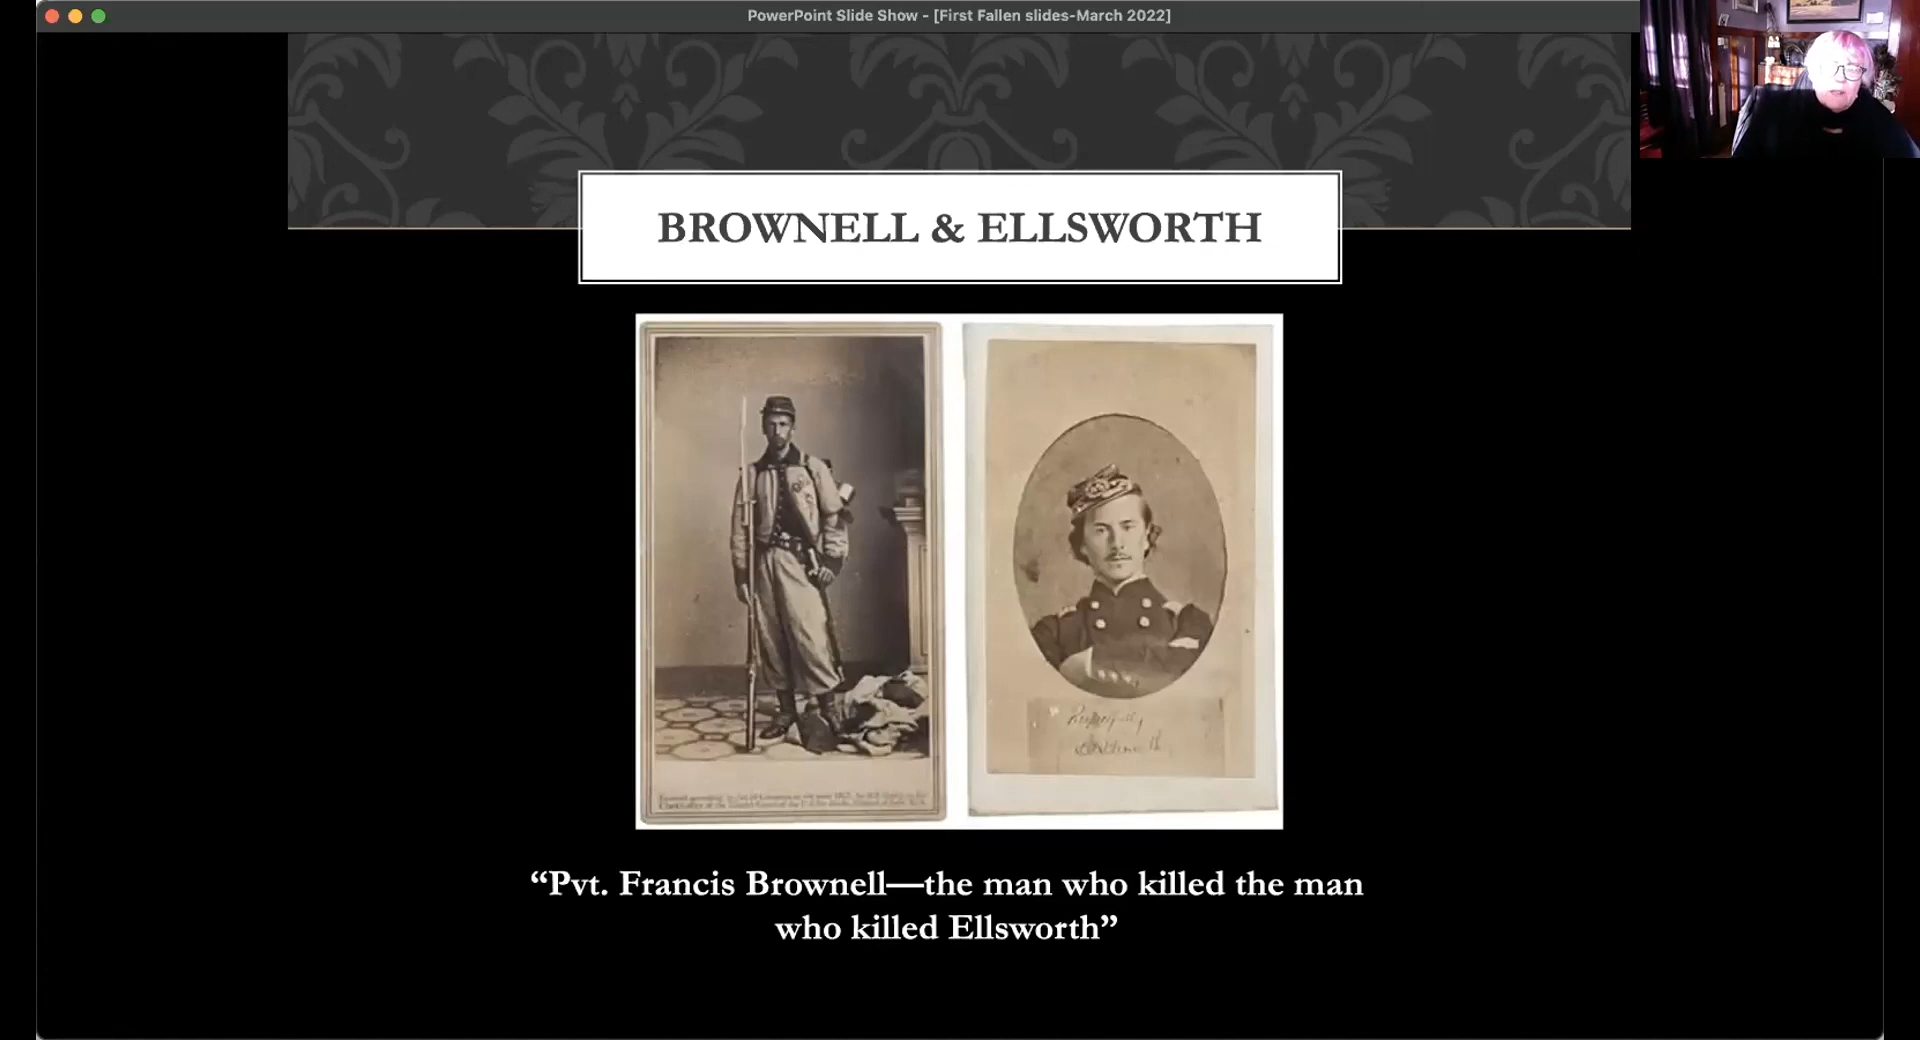 PowerPoint Slide Show - [First Fallen slides-March 2022]
BROWNELL & ELLSWORTH
“Pvt. Francis Brownell—the man who killed the man
who killed Ellsworth”